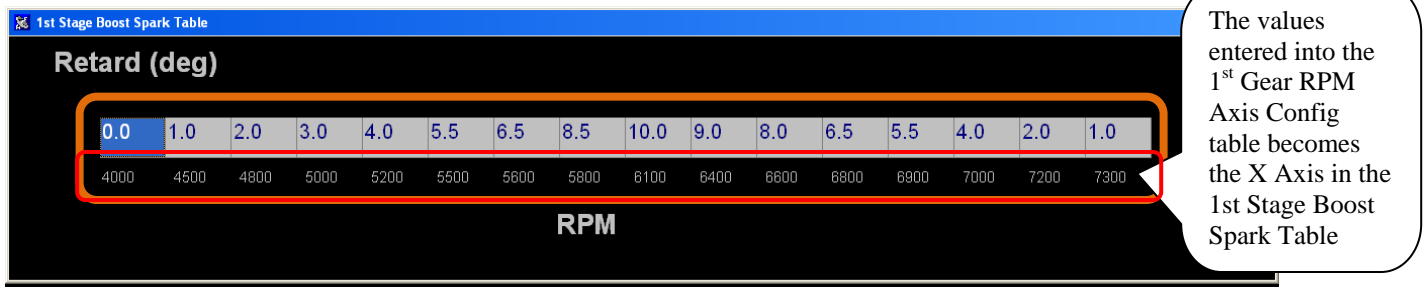 1st Stage Boost Spark Table
Retard (deg)
0.0 1.0 2.0 3.0 4.0 5.5 6.5 8.5 10.0 9.0 8.0 6.5 5.5 4.0 2.0 1.0
4000 4500 4800 5000 5200 5500 5600 5800 6100 6400 6600 6800 6900 7000 7200 7300
RPM
The values
entered into the
1st Gear RPM
Axis Config
table becomes
the X Axis in the
1st Stage Boost
Spark Table